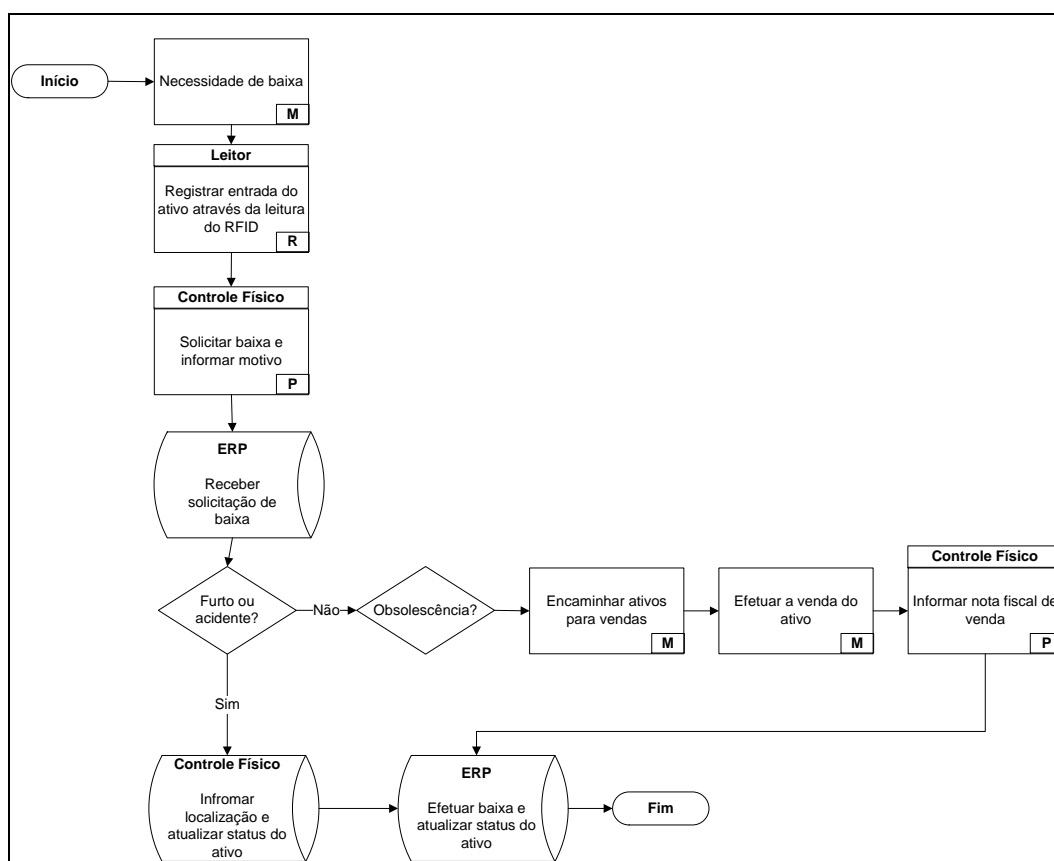 Início
Necessidade de baixa
M
Leitor
Registrar entrada do
ativo através da leitura
do RFID
R
Controle Físico
Solicitar baixa e
informar motivo
P
ERP
Receber
solicitação de
baixa
Furto ou
acidente?
Não
Obsolescência?
Encaminhar ativos
para vendas
M
Efetuar a venda do
ativo
M
Controle Físico
Informar nota fiscal de
venda
P
Sim
Controle Físico
Infromar
localização e
atualizar status do
ativo
ERP
Efetuar baixa e
atualizar status do
ativo
Fim